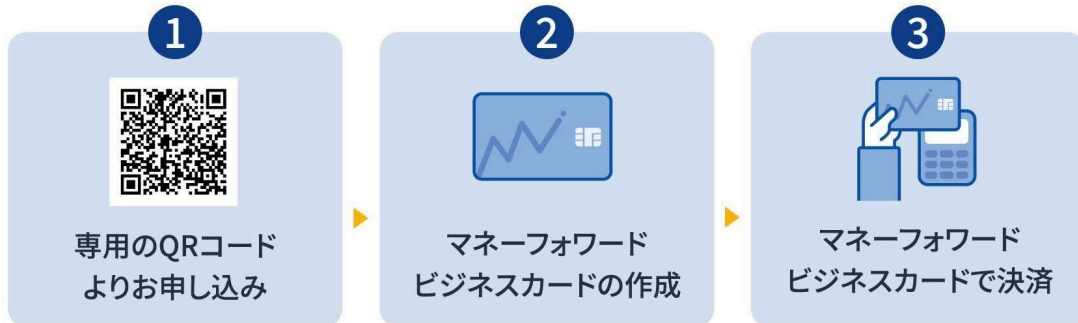 1
専用のQRコード
よりお申し込み
2
マネーフォワード
ビジネスカードの作成
3
マネーフォワード
ビジネスカードで決済